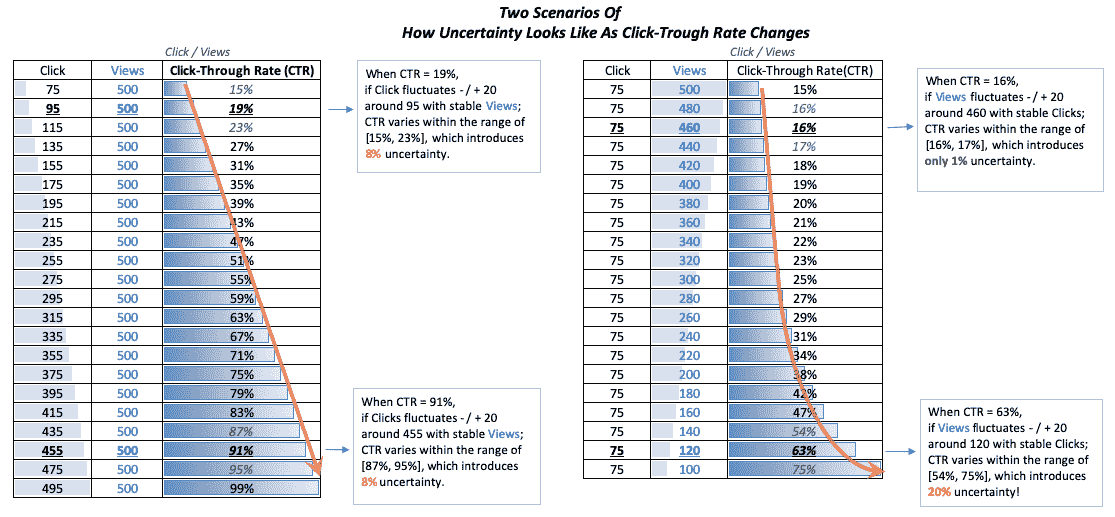 Two Scenarios Of
How Uncertainty Looks Like As Click-Trough Rate Changes
Click / Views
Click Views Click-Through Rate (CTR)
75 500 15%
95 500 19%
115 500 23%
135 500 27%
155 500 31%
175 500 35%
195 500 39%
215 500 43%
235 500 47%
255 500 51%
275 500 55%
295 500 59%
315 500 63%
335 500 67%
355 500 71%
375 500 75%
395 500 79%
415 500 83%
435 500 87%
455 500 91%
475 500 95%
495 500 99%
When CTR = 19%,
if Click fluctuates - / + 20
around 95 with stable Views;
CTR varies within the range of
[15%, 23%], which introduces
8% uncertainty.
When CTR = 91%,
if Clicks fluctuates - / + 20
around 455 with stable Views;
CTR varies within the range of
[87%, 95%], which introduces
8% uncertainty.
Click / Views
Click Views Click-Through Rate(CTR)
75 500 15%
75 480 16%
75 460 16%
75 440 17%
75 420 18%
75 400 19%
75 380 20%
75 360 21%
75 340 22%
75 320 23%
75 300 25%
75 280 27%
75 260 29%
75 240 31%
75 220 34%
75 200 38%
75 180 42%
75 160 47%
75 140 54%
75 120 63%
75 100 75%
When CTR = 16%,
if Views fluctuates - / + 20
around 460 with stable Clicks;
CTR varies within the range of
[16%, 17%], which introduces
only 1% uncertainty.
When CTR = 63%,
if Views fluctuates - / + 20
around 120 with stable Clicks;
CTR varies within the range of
[54%, 75%], which introduces
20% uncertainty!